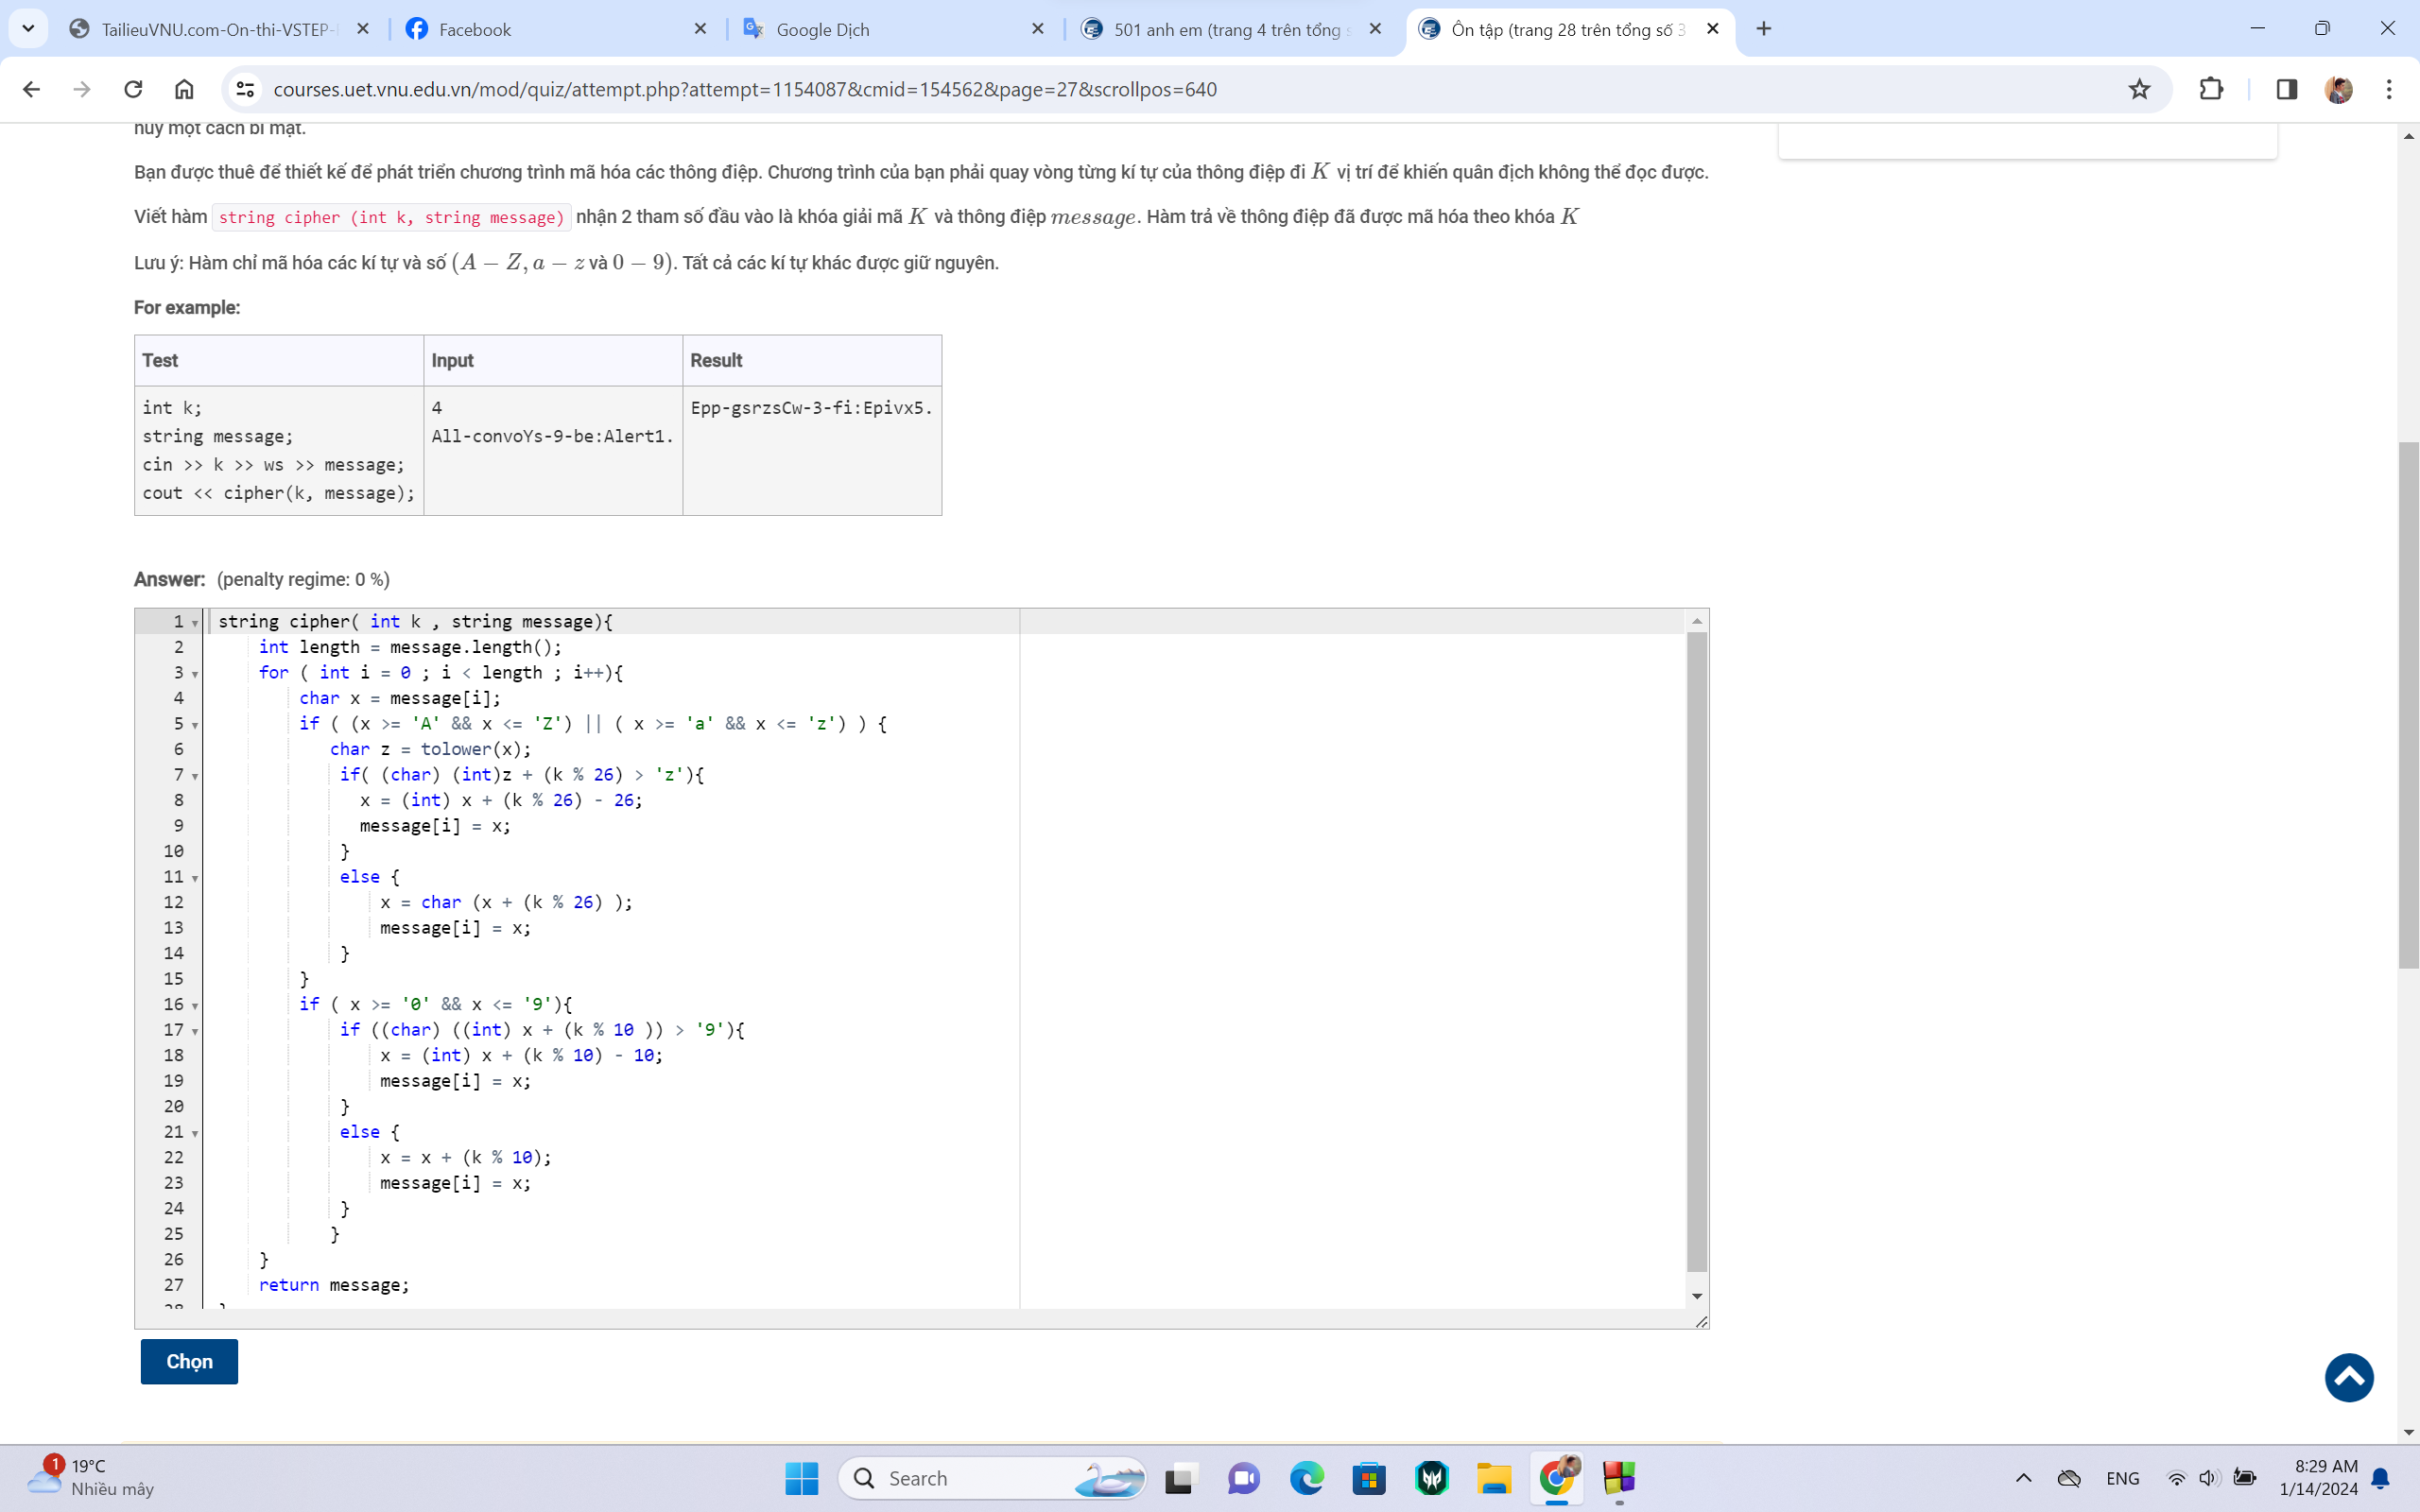 TailieuVNU.com-On-thi-VSTEP-
Facebook
Google Dịch
501 anh em (trang 4 trên tổng s
Ôn tập (trang 28 trên tổng số 3
courses.uet.vnu.edu.vn/mod/quiz/attempt.php?attempt=1154087&cmid=154562&page=27&scrollpos=640
hủy một cách bí mật.
Bạn được thuê để thiết kế để phát triển chương trình mã hóa các thông điệp. Chương trình của bạn phải quay vòng từng kí tự của thông điệp đi K vị trí để khiến quân địch không thể đọc được.
Viết hàm string cipher (int k, string message) nhận 2 tham số đầu vào là khóa giải mã K và thông điệp message. Hàm trả về thông điệp đã được mã hóa theo khóa K
Lưu ý: Hàm chỉ mã hóa các kí tự và số (A − Z, a − z và 0 − 9). Tất cả các kí tự khác được giữ nguyên.
For example:
Test Input Result
int k; 4 Epp-gsrzsCw-3-fi:Epivx5.
string message; All-convoYs-9-be:Alert1.
cin >> k >> ws >> message;
cout << cipher(k, message);
Answer: (penalty regime: 0 %)
1 string cipher( int k , string message){
2 int length = message.length();
3 for ( int i = 0 ; i < length ; i++){
4 char x = message[i];
5 if ( (x >= 'A' && x <= 'Z') || ( x >= 'a' && x <= 'z') ) {
6 char z = tolower(x);
7 if( (char) (int)z + (k % 26) > 'z'){
8 x = (int) x + (k % 26) - 26;
9 message[i] = x;
10 }
11 else {
12 x = char (x + (k % 26) );
13 message[i] = x;
14 }
15 }
16 if ( x >= '0' && x <= '9'){
17 if ((char) ((int) x + (k % 10 )) > '9'){
18 x = (int) x + (k % 10) - 10;
19 message[i] = x;
20 }
21 else {
22 x = x + (k % 10);
23 message[i] = x;
24 }
25 }
26 }
27 return message;
28 }
Chọn
1
19°C
Nhiều mây
Search
ENG
8:29 AM
1/14/2024